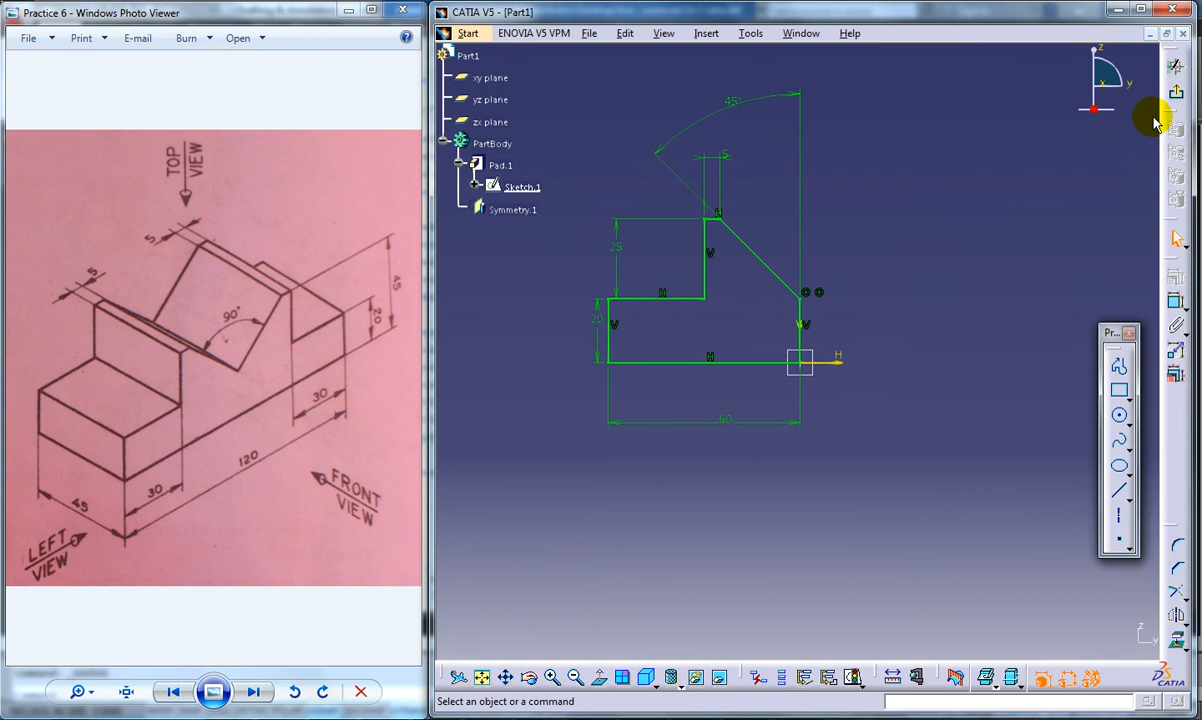 Practice 6 - Windows Photo Viewer
File
Print
E-mail
Burn
Open
TOP
VIEW
5
5
90°
45
20
30
120
30
45
FRONT
VIEW
LEFT
VIEW
CATIA V5 - [Part1]
Start
ENOVIA V5 VPM
File
Edit
View
Insert
Tools
Window
Help
Part1
xy plane
yz plane
zx plane
PartBody
Pad.1
Sketch.1
Symmetry.1
z
x
y
45°
5
H
25
V
H
20
V
V
H
H
60
Pr...
z
y
DS
CATIA
Select an object or a command